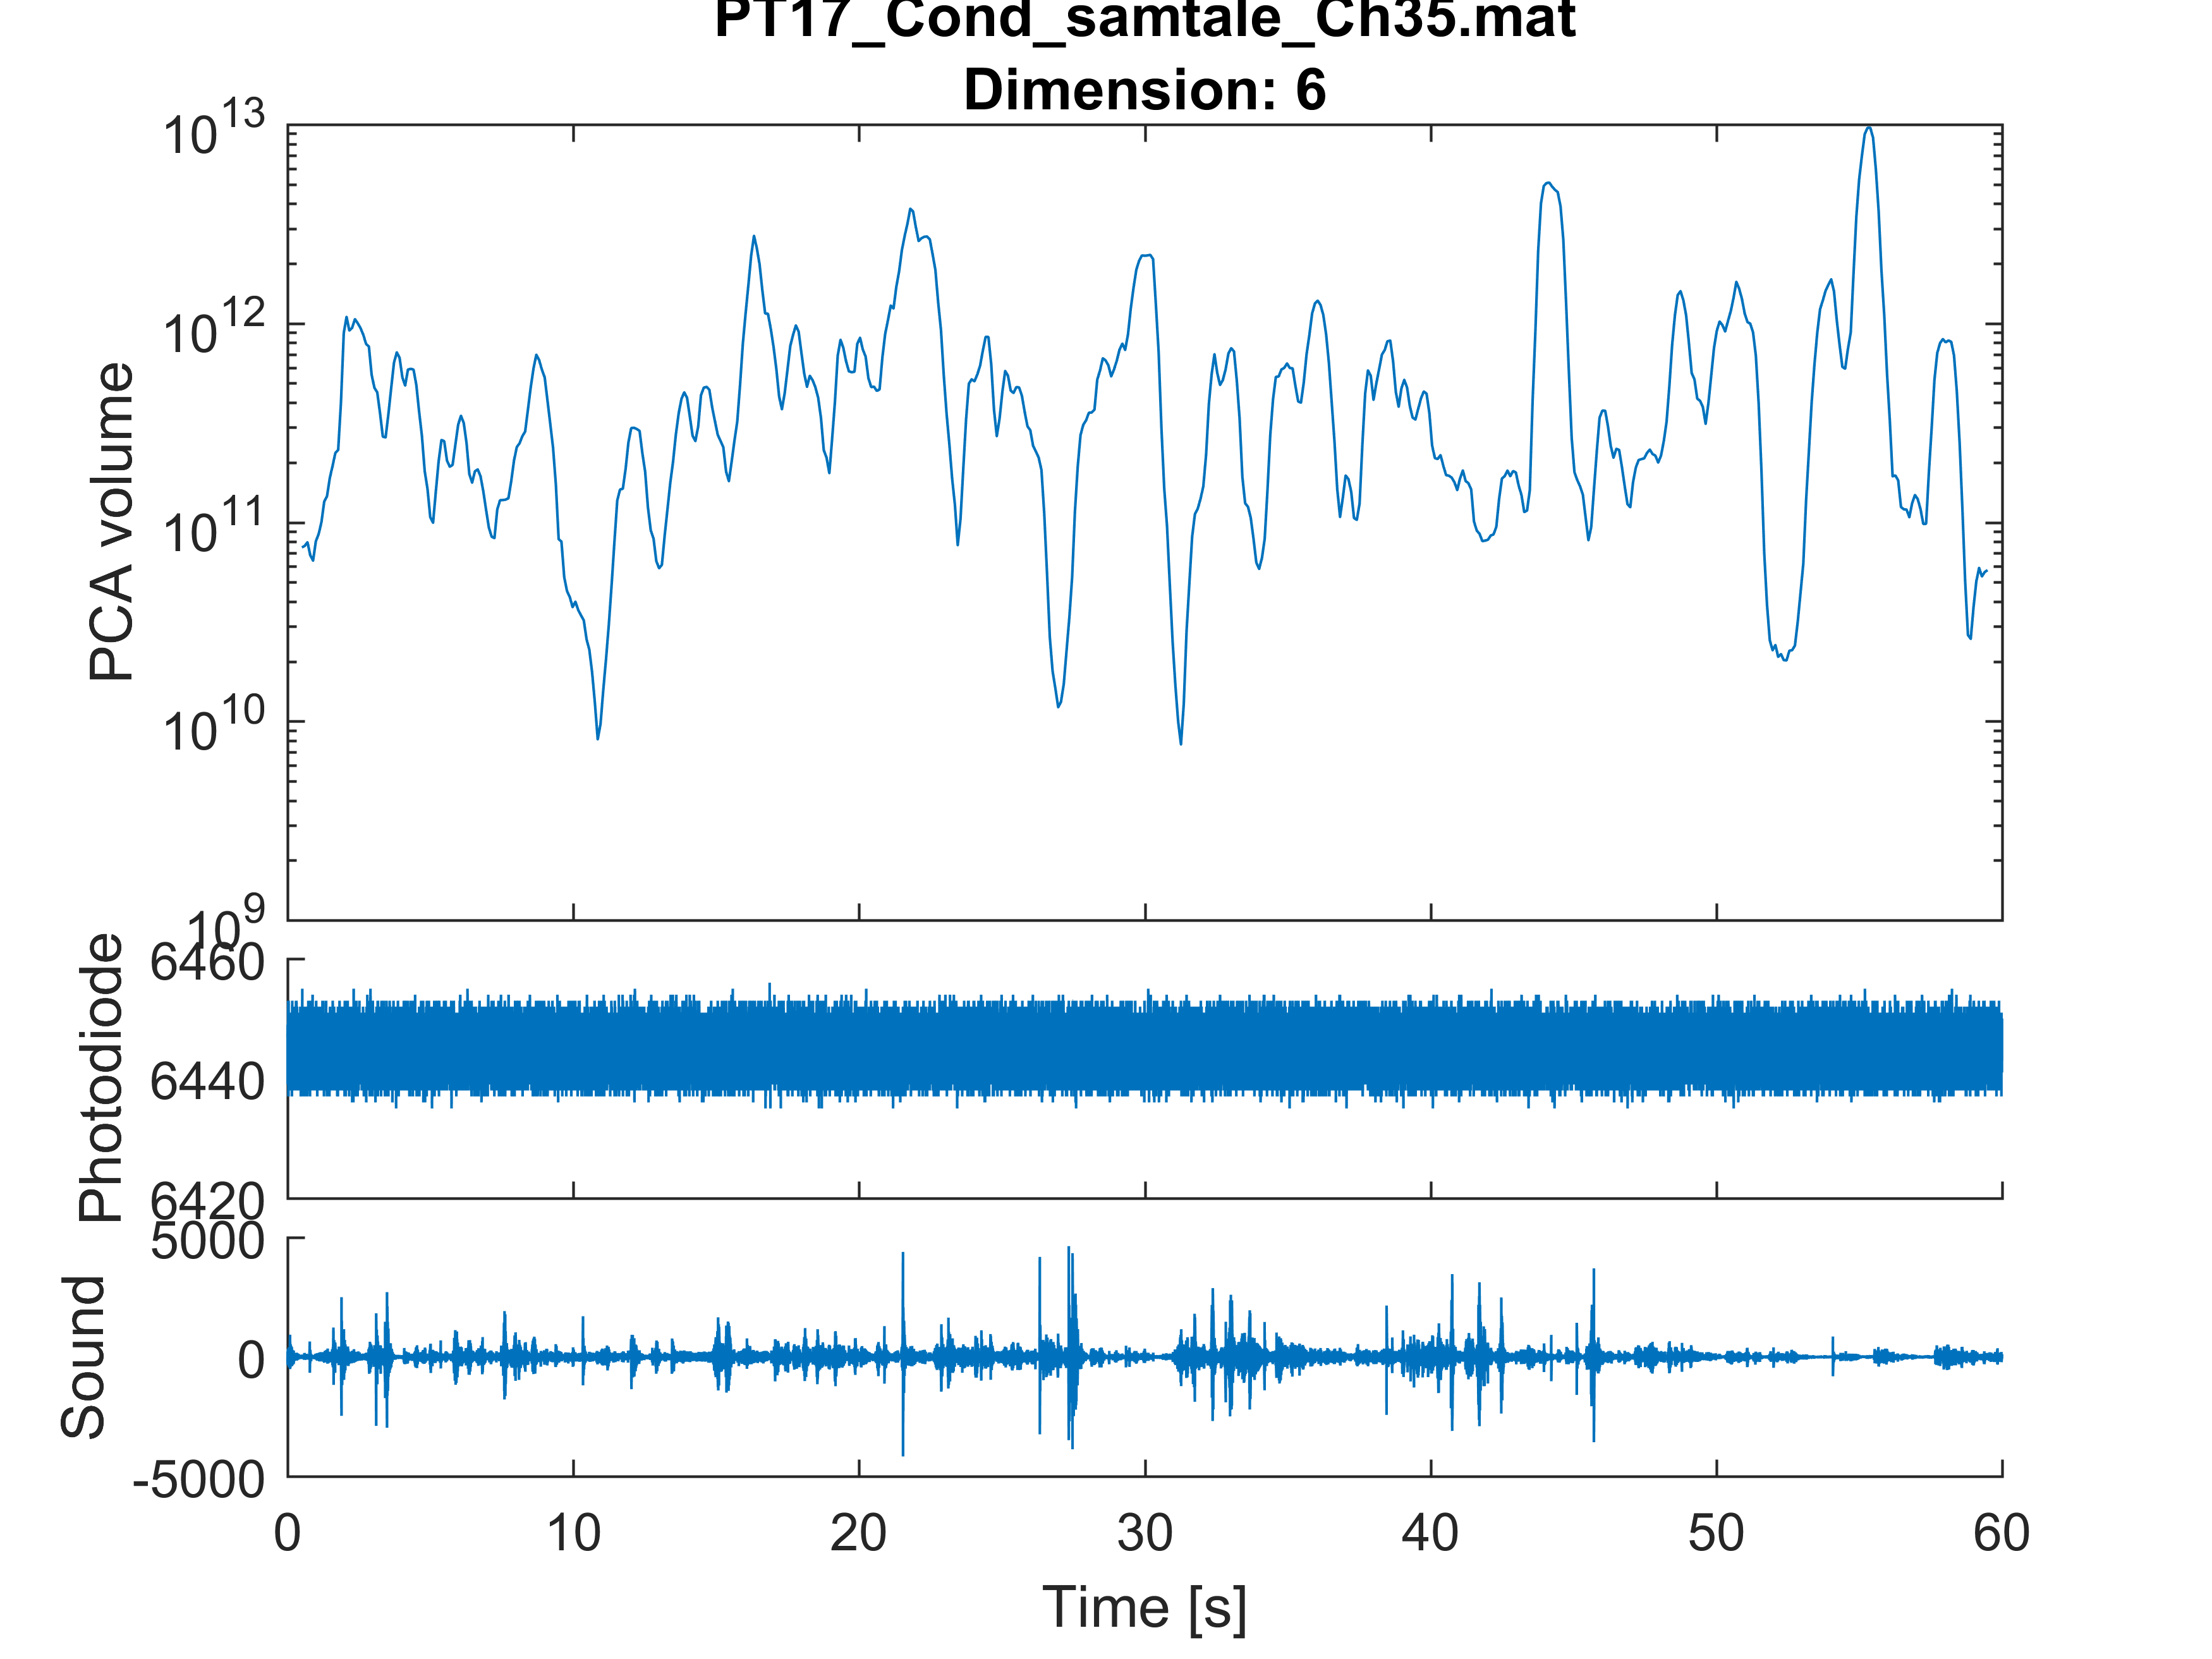 PT17_Cond_samtale_Ch35.mat
Dimension: 6
10^13
10^12
10^11
10^10
10^9
PCA volume
6460
6440
6420
Photodiode
5000
0
-5000
Sound
0 10 20 30 40 50 60
Time [s]